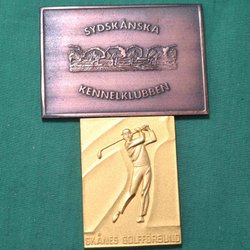 SYDSKÅNSKA
KENNELKLUBBEN
SKÅNES GOLFFÖRBUND